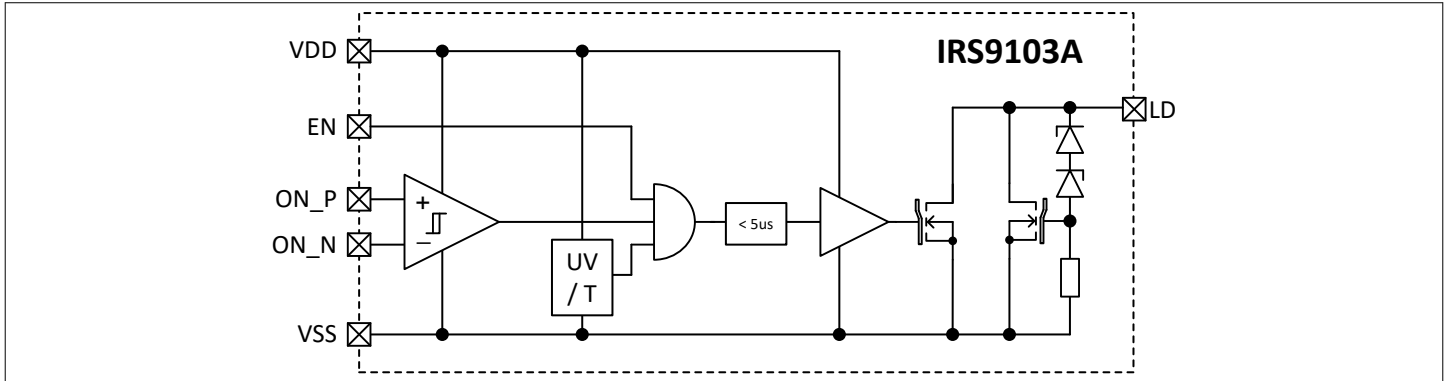 IRS9103A
VDD
EN
ON_P
ON_N
VSS
+
−
UV
/ T
< 5us
LD